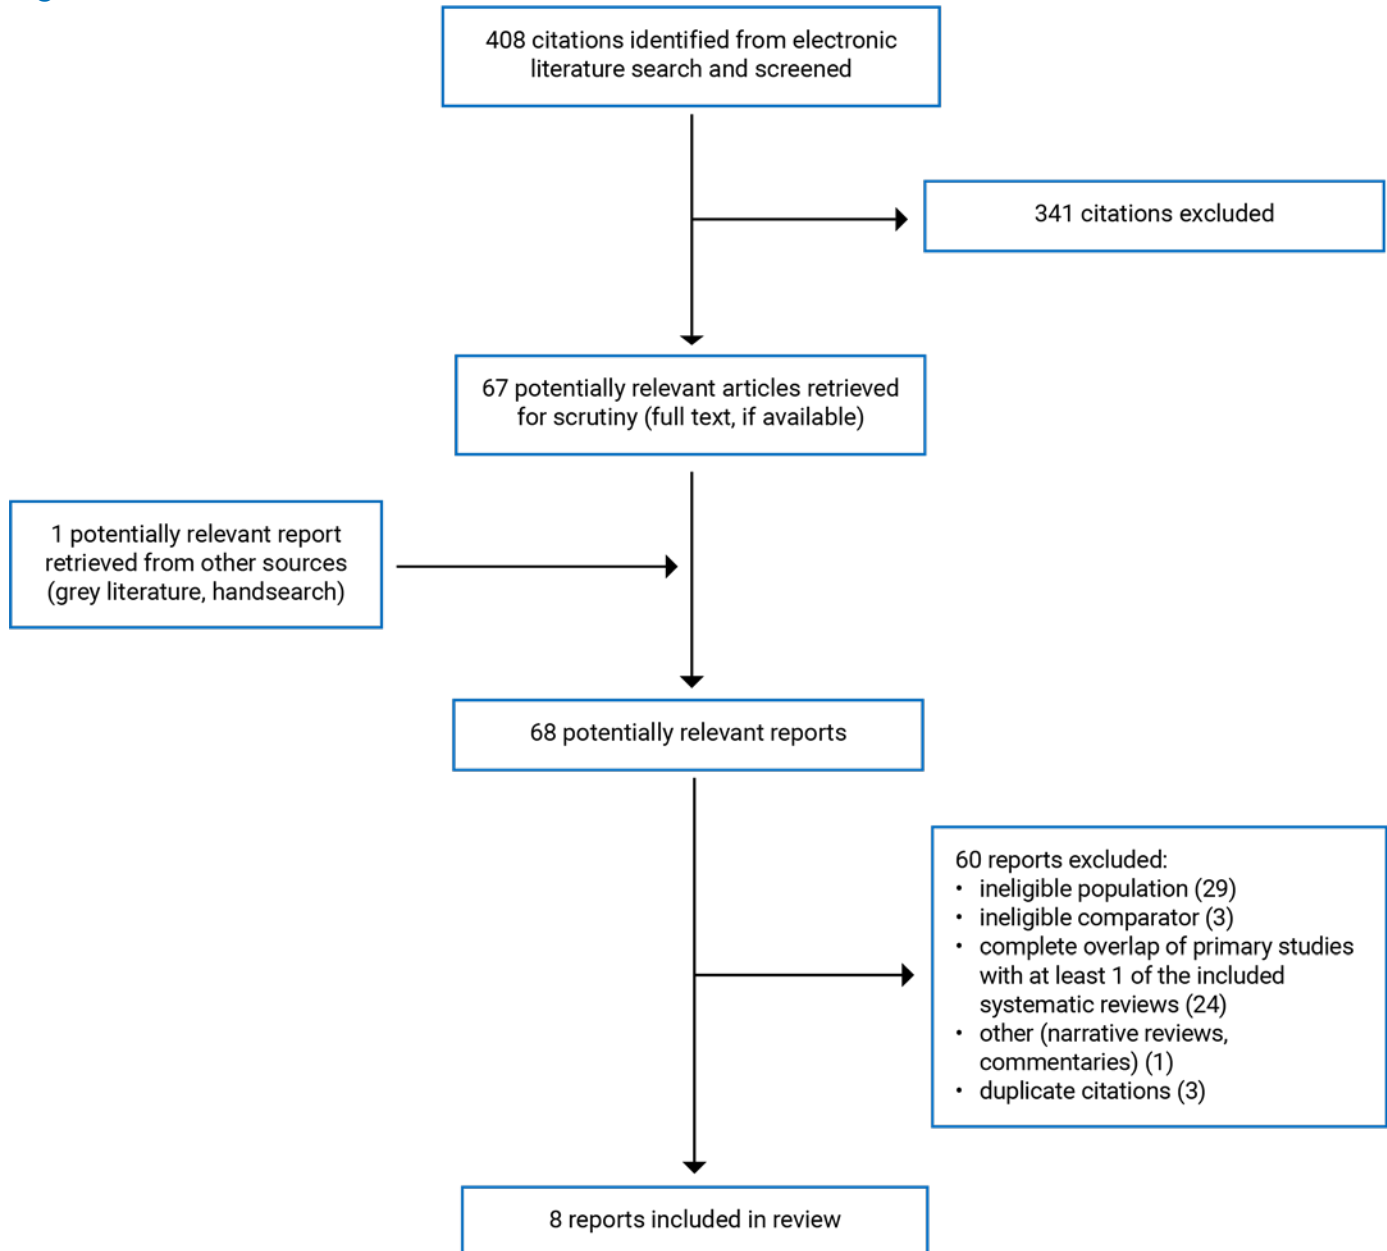 408 citations identified from electronic
literature search and screened
341 citations excluded
67 potentially relevant articles retrieved
for scrutiny (full text, if available)
1 potentially relevant report
retrieved from other sources
(grey literature, handsearch)
68 potentially relevant reports
60 reports excluded:
• ineligible population (29)
• ineligible comparator (3)
• complete overlap of primary studies
with at least 1 of the included
systematic reviews (24)
• other (narrative reviews,
commentaries) (1)
• duplicate citations (3)
8 reports included in review